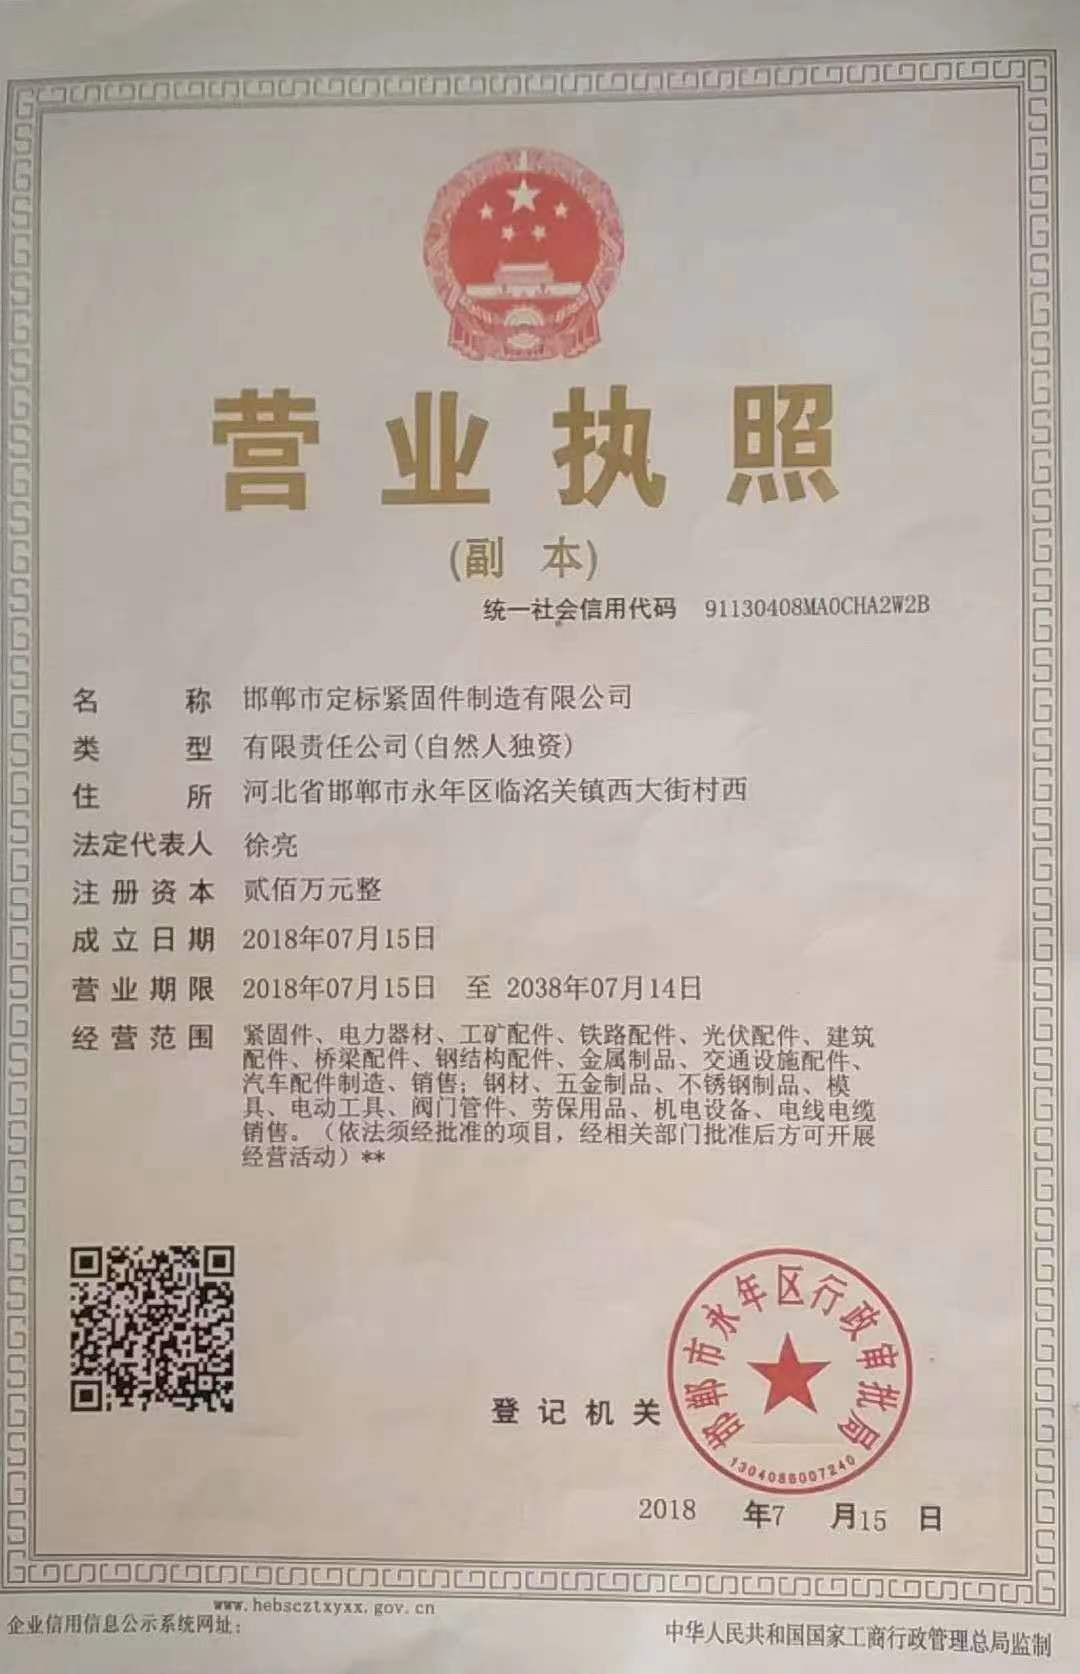 营业执照
(副 本)
统一社会信用代码 91130408MA0CHA2W2B
名 称 邯郸市定标紧固件制造有限公司
类 型 有限责任公司(自然人独资)
住 所 河北省邯郸市永年区临洺关镇西大街村西
法定代表人 徐亮
注册资本 贰佰万元整
成立日期 2018年07月15日
营业期限 2018年07月15日 至 2038年07月14日
经营范围 紧固件、电力器材、工矿配件、铁路配件、光伏配件、建筑
配件、桥梁配件、钢结构配件、金属制品、交通设施配件、
汽车配件制造、销售;钢材、五金制品、不锈钢制品、模
具、电动工具、阀门管件、劳保用品、机电设备、电线电缆
销售。(依法须经批准的项目,经相关部门批准后方可开展
经营活动)**
登记机关
邯郸市永年区行政审批局
1304086007240
2018 年7 月15 日
www.hebscztxyxx.gov.cn
企业信用信息公示系统网址:
中华人民共和国国家工商行政管理总局监制